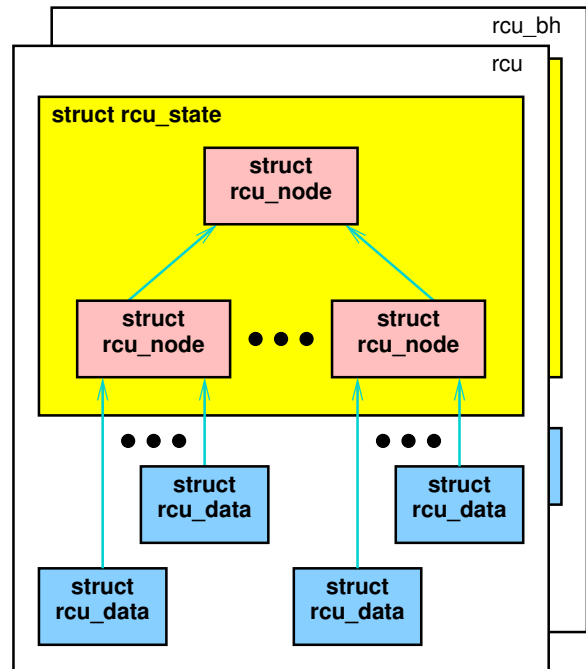 rcu_bh
rcu
struct rcu_state
struct
rcu_node
struct
rcu_node
struct
rcu_node
struct
rcu_data
struct
rcu_data
struct
rcu_data
struct
rcu_data